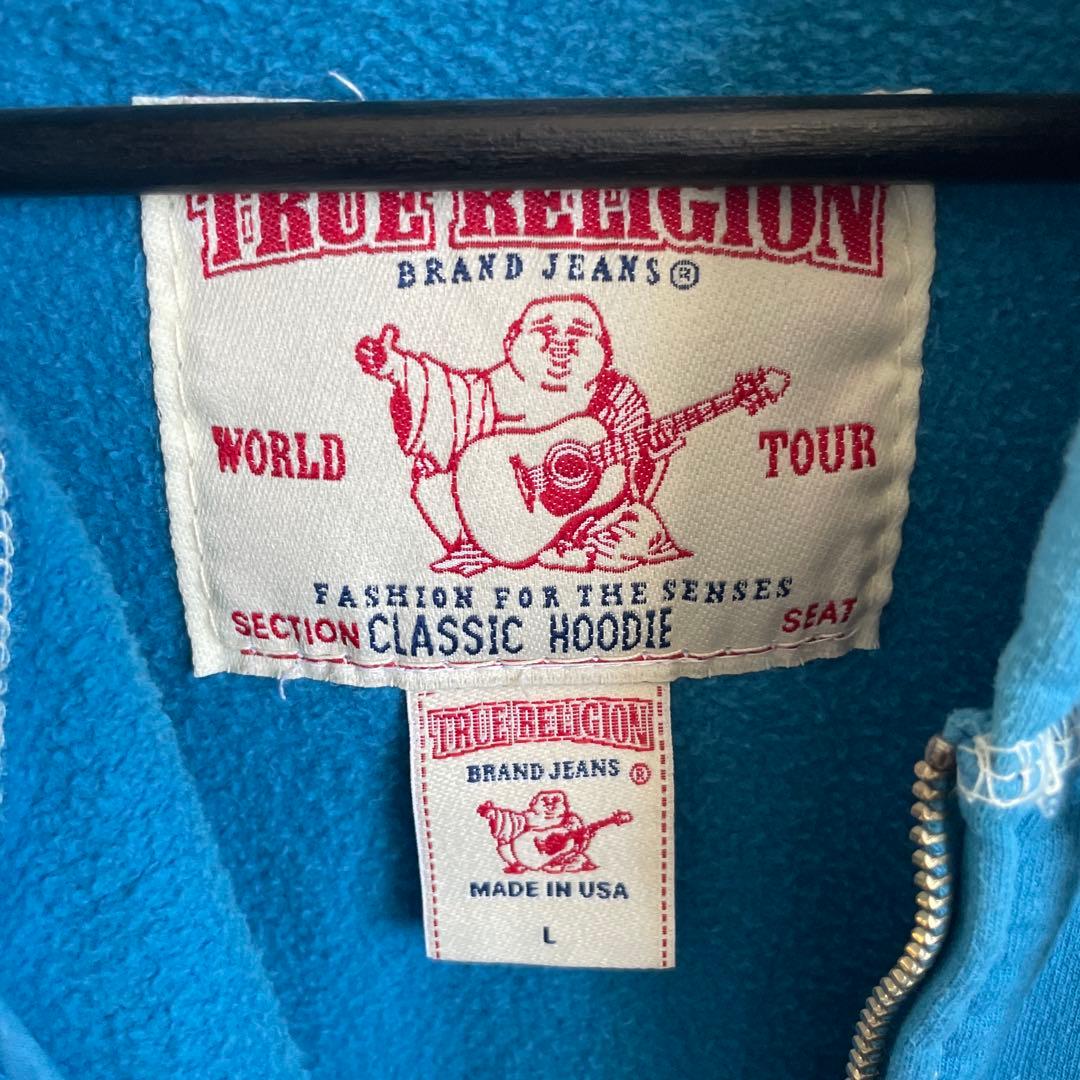 TRUE RELIGION
BRAND JEANS®
WORLD TOUR
FASHION FOR THE SENSES
SECTION CLASSIC HOODIE SEAT
TRUE RELIGION
BRAND JEANS ®
MADE IN USA
L